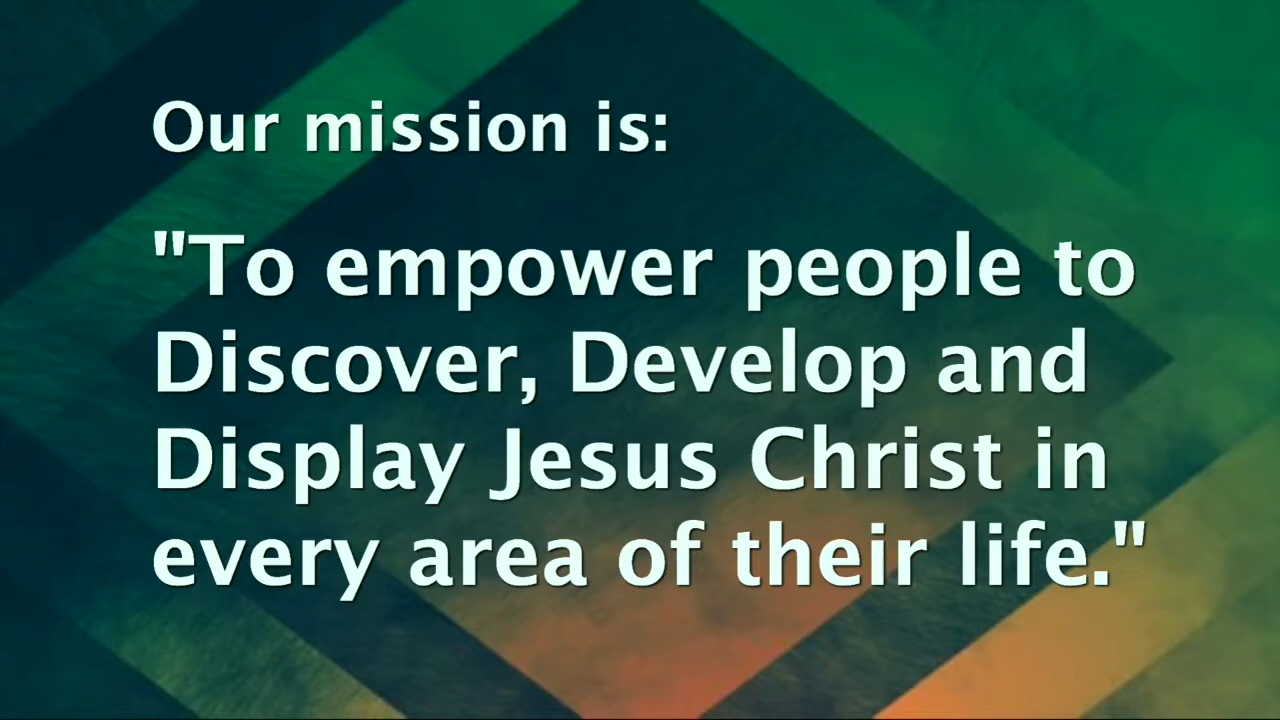 Our mission is:
"To empower people to
Discover, Develop and
Display Jesus Christ in
every area of their life."